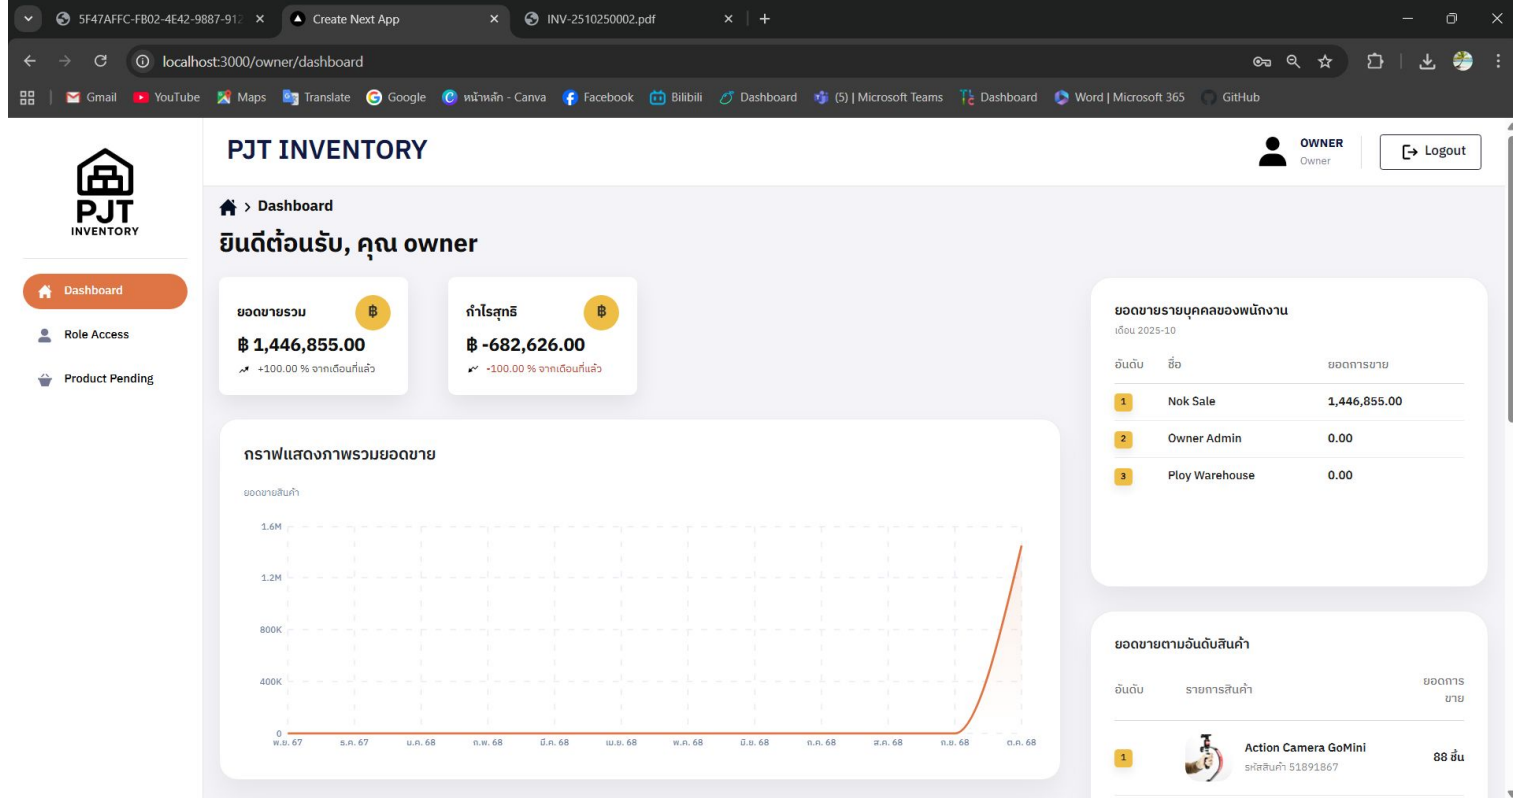 5F47AFFC-FB02-4E42-9887-912
Create Next App
INV-2510250002.pdf
localhost:3000/owner/dashboard
Gmail
YouTube
Maps
Translate
Google
หน้าหลัก - Canva
Facebook
Bilibili
Dashboard
(5) | Microsoft Teams
Dashboard
Word | Microsoft 365
GitHub
PJT
INVENTORY
Dashboard
Role Access
Product Pending
PJT INVENTORY
OWNER
Owner
Logout
> Dashboard
ยินดีต้อนรับ, คุณ owner
ยอดขายรวม
฿
฿ 1,446,855.00
+100.00 % จากเดือนที่แล้ว
กำไรสุทธิ
฿
฿ -682,626.00
-100.00 % จากเดือนที่แล้ว
กราฟแสดงภาพรวมยอดขาย
ยอดขายสินค้า
1.6M
1.2M
800K
400K
0
พ.ย. 67 ธ.ค. 67 ม.ค. 68 ก.พ. 68 มี.ค. 68 เม.ย. 68 พ.ค. 68 มิ.ย. 68 ก.ค. 68 ส.ค. 68 ก.ย. 68 ต.ค. 68
ยอดขายรายบุคคลของพนักงาน
เดือน 2025-10
อันดับ ชื่อ ยอดการขาย
1 Nok Sale 1,446,855.00
2 Owner Admin 0.00
3 Ploy Warehouse 0.00
ยอดขายตามอันดับสินค้า
อันดับ รายการสินค้า ยอดการ
ขาย
1 Action Camera GoMini 88 ชิ้น
รหัสสินค้า 51891867